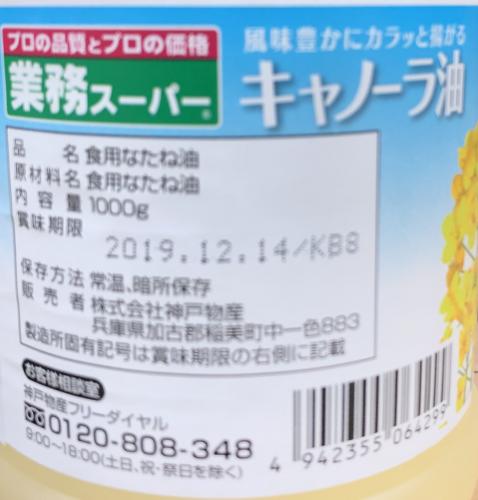 プロの品質とプロの価格
業務スーパー®
風味豊かにカラッと揚がる
キャノーラ油
品 名 食用なたね油
原材料名 食用なたね油
内容量 1000g
賞味期限
2019.12.14/KB8
保存方法 常温、暗所保存
販売者 株式会社神戸物産
兵庫県加古郡稲美町中一色883
製造所固有記号は賞味期限の右側に記載
お客様相談室
神戸物産フリーダイヤル
0120-808-348
9:00~18:00(土日、祝・祭日を除く)
4 942355 064299